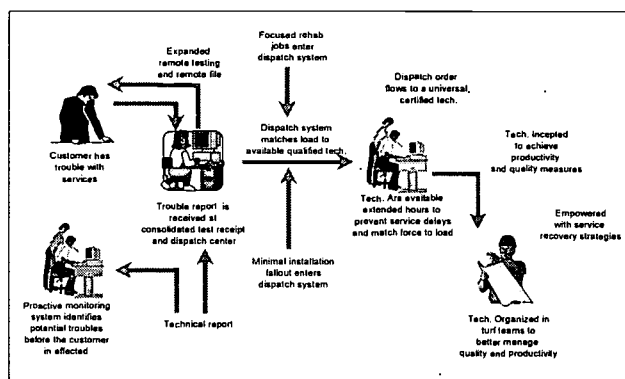 Focused rehab
jobs enter
dispatch system
Expanded
remote testing
and remote file
Dispatch order
flows to a universal,
certified tech.
Customer has
trouble with
services
Dispatch system
matches load to
available qualified tech.
Tech. Incepted
to achieve
productivity
and quality measures
Trouble report is
received at
consolidated test receipt
and dispatch center
Tech. Are available
extended hours to
prevent service delays
and match force to load
Empowered with
service
recovery strategies
Minimal installation
fallout enters
dispatch system
Proactive monitoring
system identifies
potential troubles
before the customer
in affected
Technical report
Tech. Organized in
turf teams to
better manage
quality and Productivity